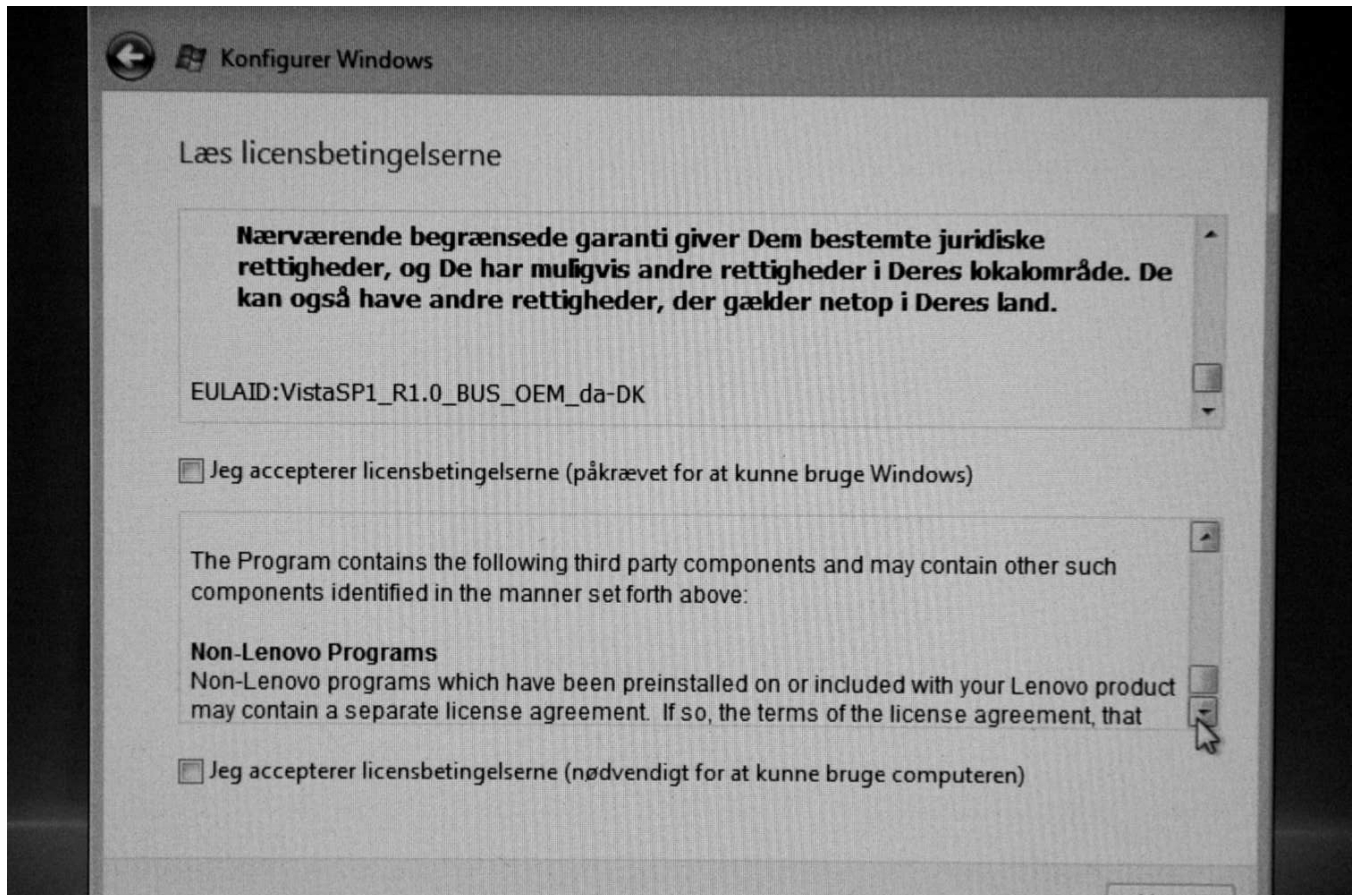 Konfigurer Windows
Læs licensbetingelserne
Nærværende begrænsede garanti giver Dem bestemte juridiske
rettigheder, og De har muligvis andre rettigheder i Deres lokalområde. De
kan også have andre rettigheder, der gælder netop i Deres land.
EULAID:VistaSP1_R1.0_BUS_OEM_da-DK
Jeg accepterer licensbetingelserne (påkrævet for at kunne bruge Windows)
The Program contains the following third party components and may contain other such
components identified in the manner set forth above:
Non-Lenovo Programs
Non-Lenovo programs which have been preinstalled on or included with your Lenovo product
may contain a separate license agreement. If so, the terms of the license agreement, that
Jeg accepterer licensbetingelserne (nødvendigt for at kunne bruge computeren)